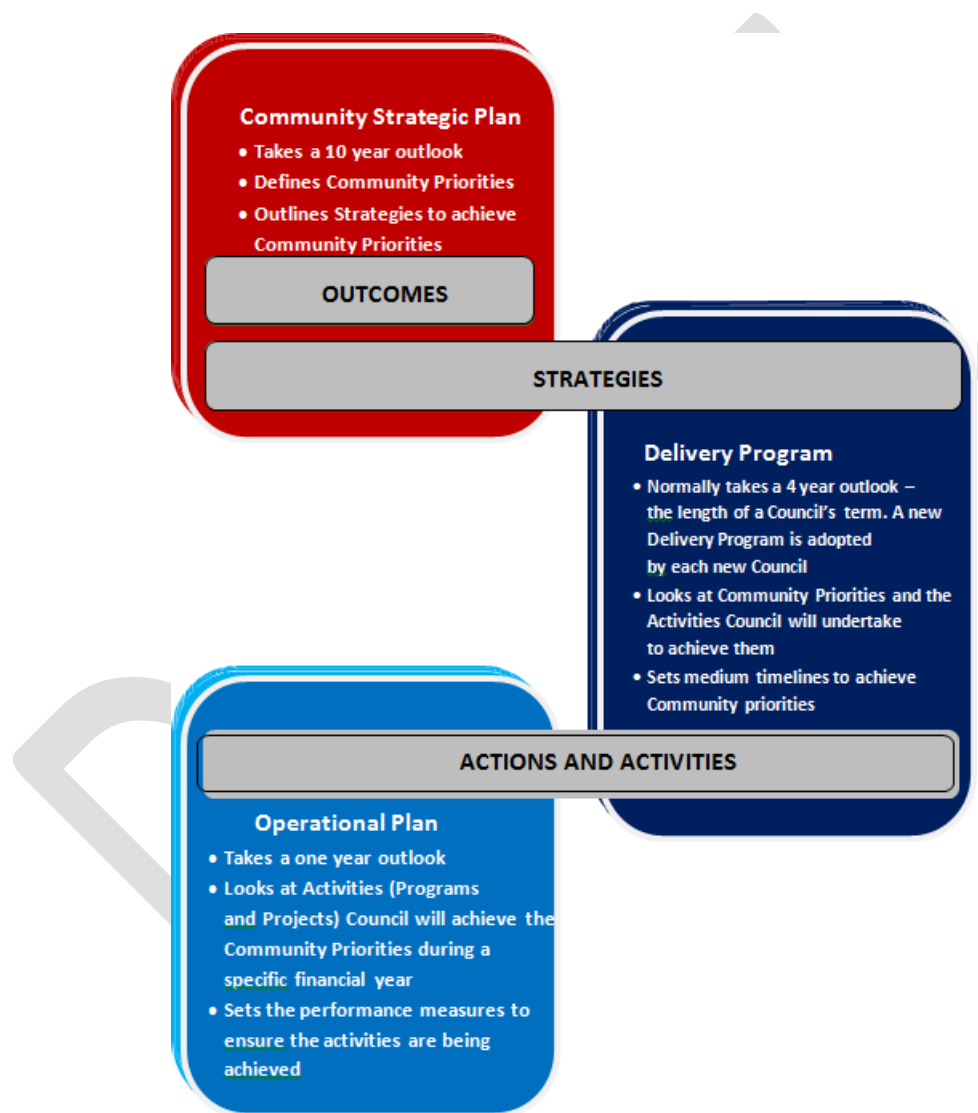 Community Strategic Plan
• Takes a 10 year outlook
• Defines Community Priorities
• Outlines Strategies to achieve
Community Priorities
OUTCOMES
STRATEGIES
Delivery Program
• Normally takes a 4 year outlook –
the length of a Council's term. A new
Delivery Program is adopted
by each new Council
• Looks at Community Priorities and the
Activities Council will undertake
to achieve them
• Sets medium timelines to achieve
Community priorities
ACTIONS AND ACTIVITIES
Operational Plan
• Takes a one year outlook
• Looks at Activities (Programs
and Projects) Council will achieve the
Community Priorities during a
specific financial year
• Sets the performance measures to
ensure the activities are being
achieved